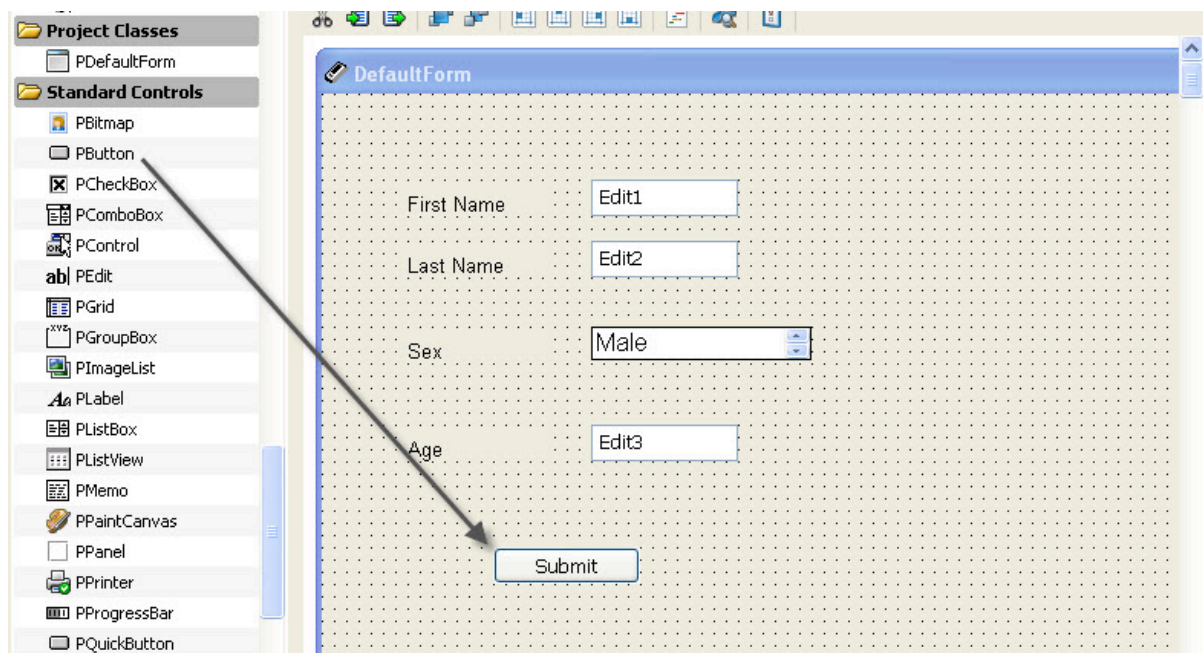 Project Classes
PDefaultForm
Standard Controls
PBitmap
PButton
PCheckBox
PComboBox
PControl
PEdit
PGrid
PGroupBox
PImageList
PLabel
PListBox
PListView
PMemo
PPaintCanvas
PPanel
PPrinter
PProgressBar
PQuickButton
DefaultForm
First Name Edit1
Last Name Edit2
Sex Male
Age Edit3
Submit